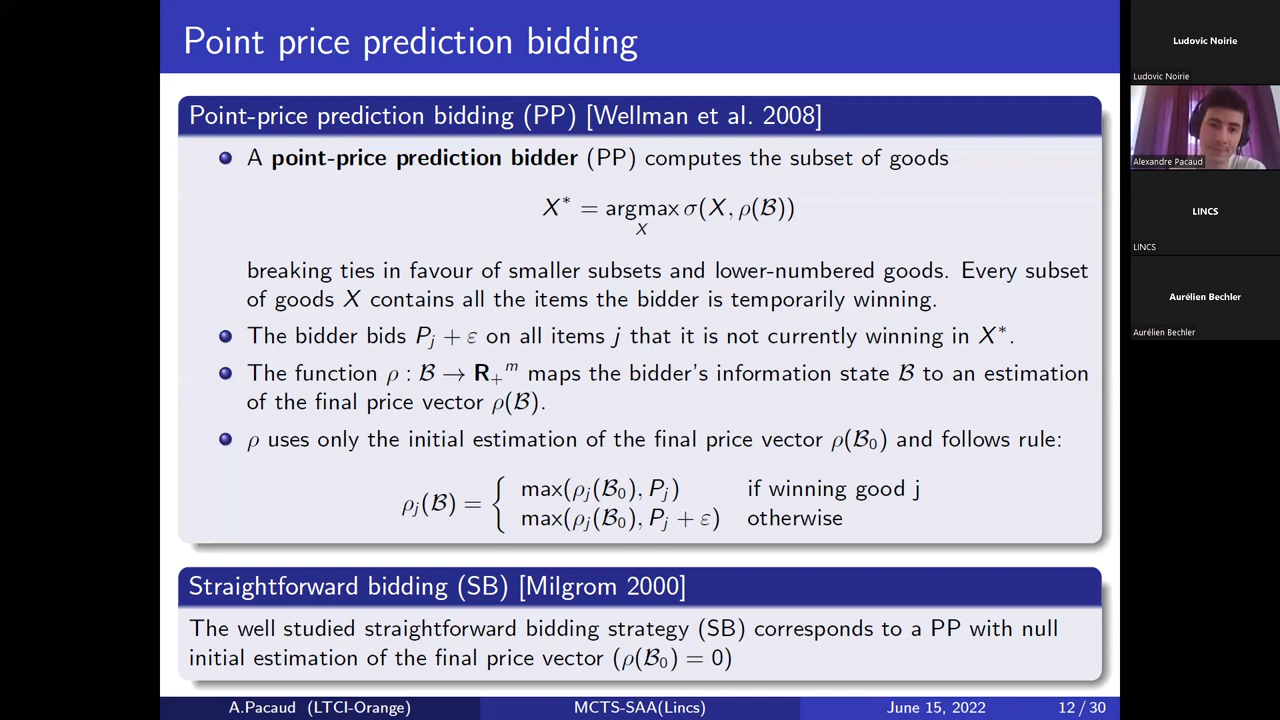 Point price prediction bidding
Point-price prediction bidding (PP) [Wellman et al. 2008]
A point-price prediction bidder (PP) computes the subset of goods
X* = argmax σ(X, ρ(ℬ))
X
breaking ties in favour of smaller subsets and lower-numbered goods. Every subset
of goods X contains all the items the bidder is temporarily winning.
The bidder bids Pⱼ + ε on all items j that it is not currently winning in X*.
The function ρ : ℬ → R₊ᵐ maps the bidder's information state ℬ to an estimation
of the final price vector ρ(ℬ).
ρ uses only the initial estimation of the final price vector ρ(ℬ₀) and follows rule:
ρⱼ(ℬ) = { max(ρⱼ(ℬ₀), Pⱼ) if winning good j
max(ρⱼ(ℬ₀), Pⱼ + ε) otherwise
Straightforward bidding (SB) [Milgrom 2000]
The well studied straightforward bidding strategy (SB) corresponds to a PP with null
initial estimation of the final price vector (ρ(ℬ₀) = 0)
A.Pacaud (LTCI-Orange) MCTS-SAA(Lincs) June 15, 2022 12 / 30
Ludovic Noirie
Ludovic Noirie
Alexandre Pacaud
LINCS
LINCS
Aurélien Bechler
Aurélien Bechler